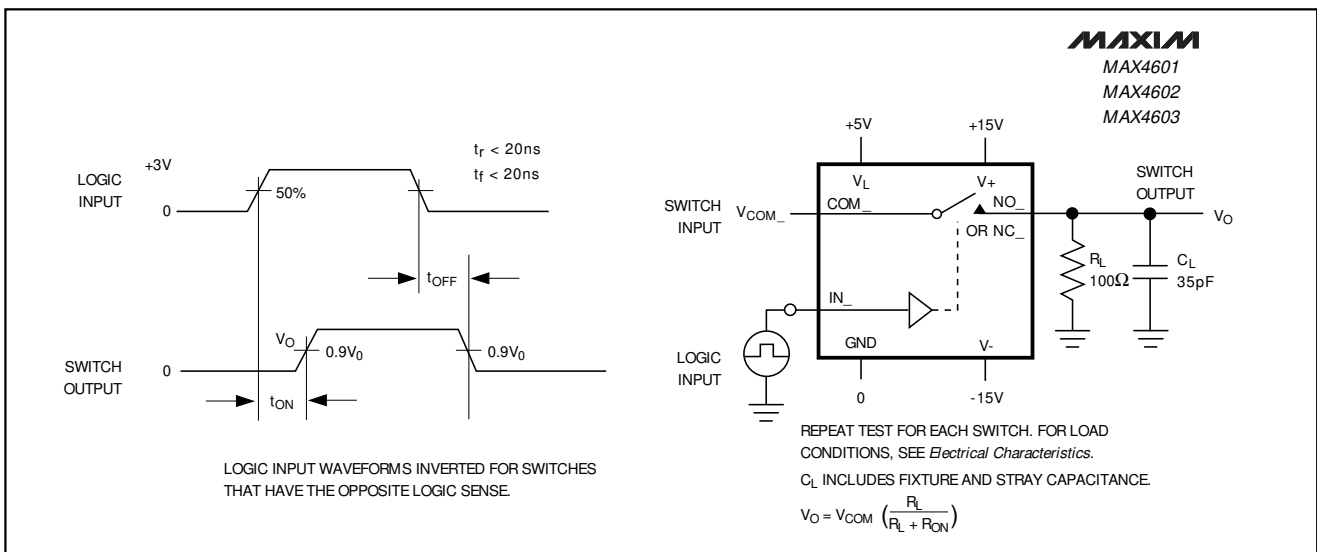 MAXIM
MAX4601
MAX4602
MAX4603
LOGIC
INPUT
+3V
0
50%
tr < 20ns
tf < 20ns
tOFF
SWITCH
OUTPUT
VO
0
0.9V0
0.9V0
tON
LOGIC INPUT WAVEFORMS INVERTED FOR SWITCHES
THAT HAVE THE OPPOSITE LOGIC SENSE.
+5V
+15V
VL
V+
SWITCH
INPUT
VCOM_
COM_
NO_
OR NC_
SWITCH
OUTPUT
VO
RL
100Ω
CL
35pF
IN_
LOGIC
INPUT
GND
V-
0
-15V
REPEAT TEST FOR EACH SWITCH. FOR LOAD
CONDITIONS, SEE Electrical Characteristics.
CL INCLUDES FIXTURE AND STRAY CAPACITANCE.
VO = VCOM (RL / RL + RON)